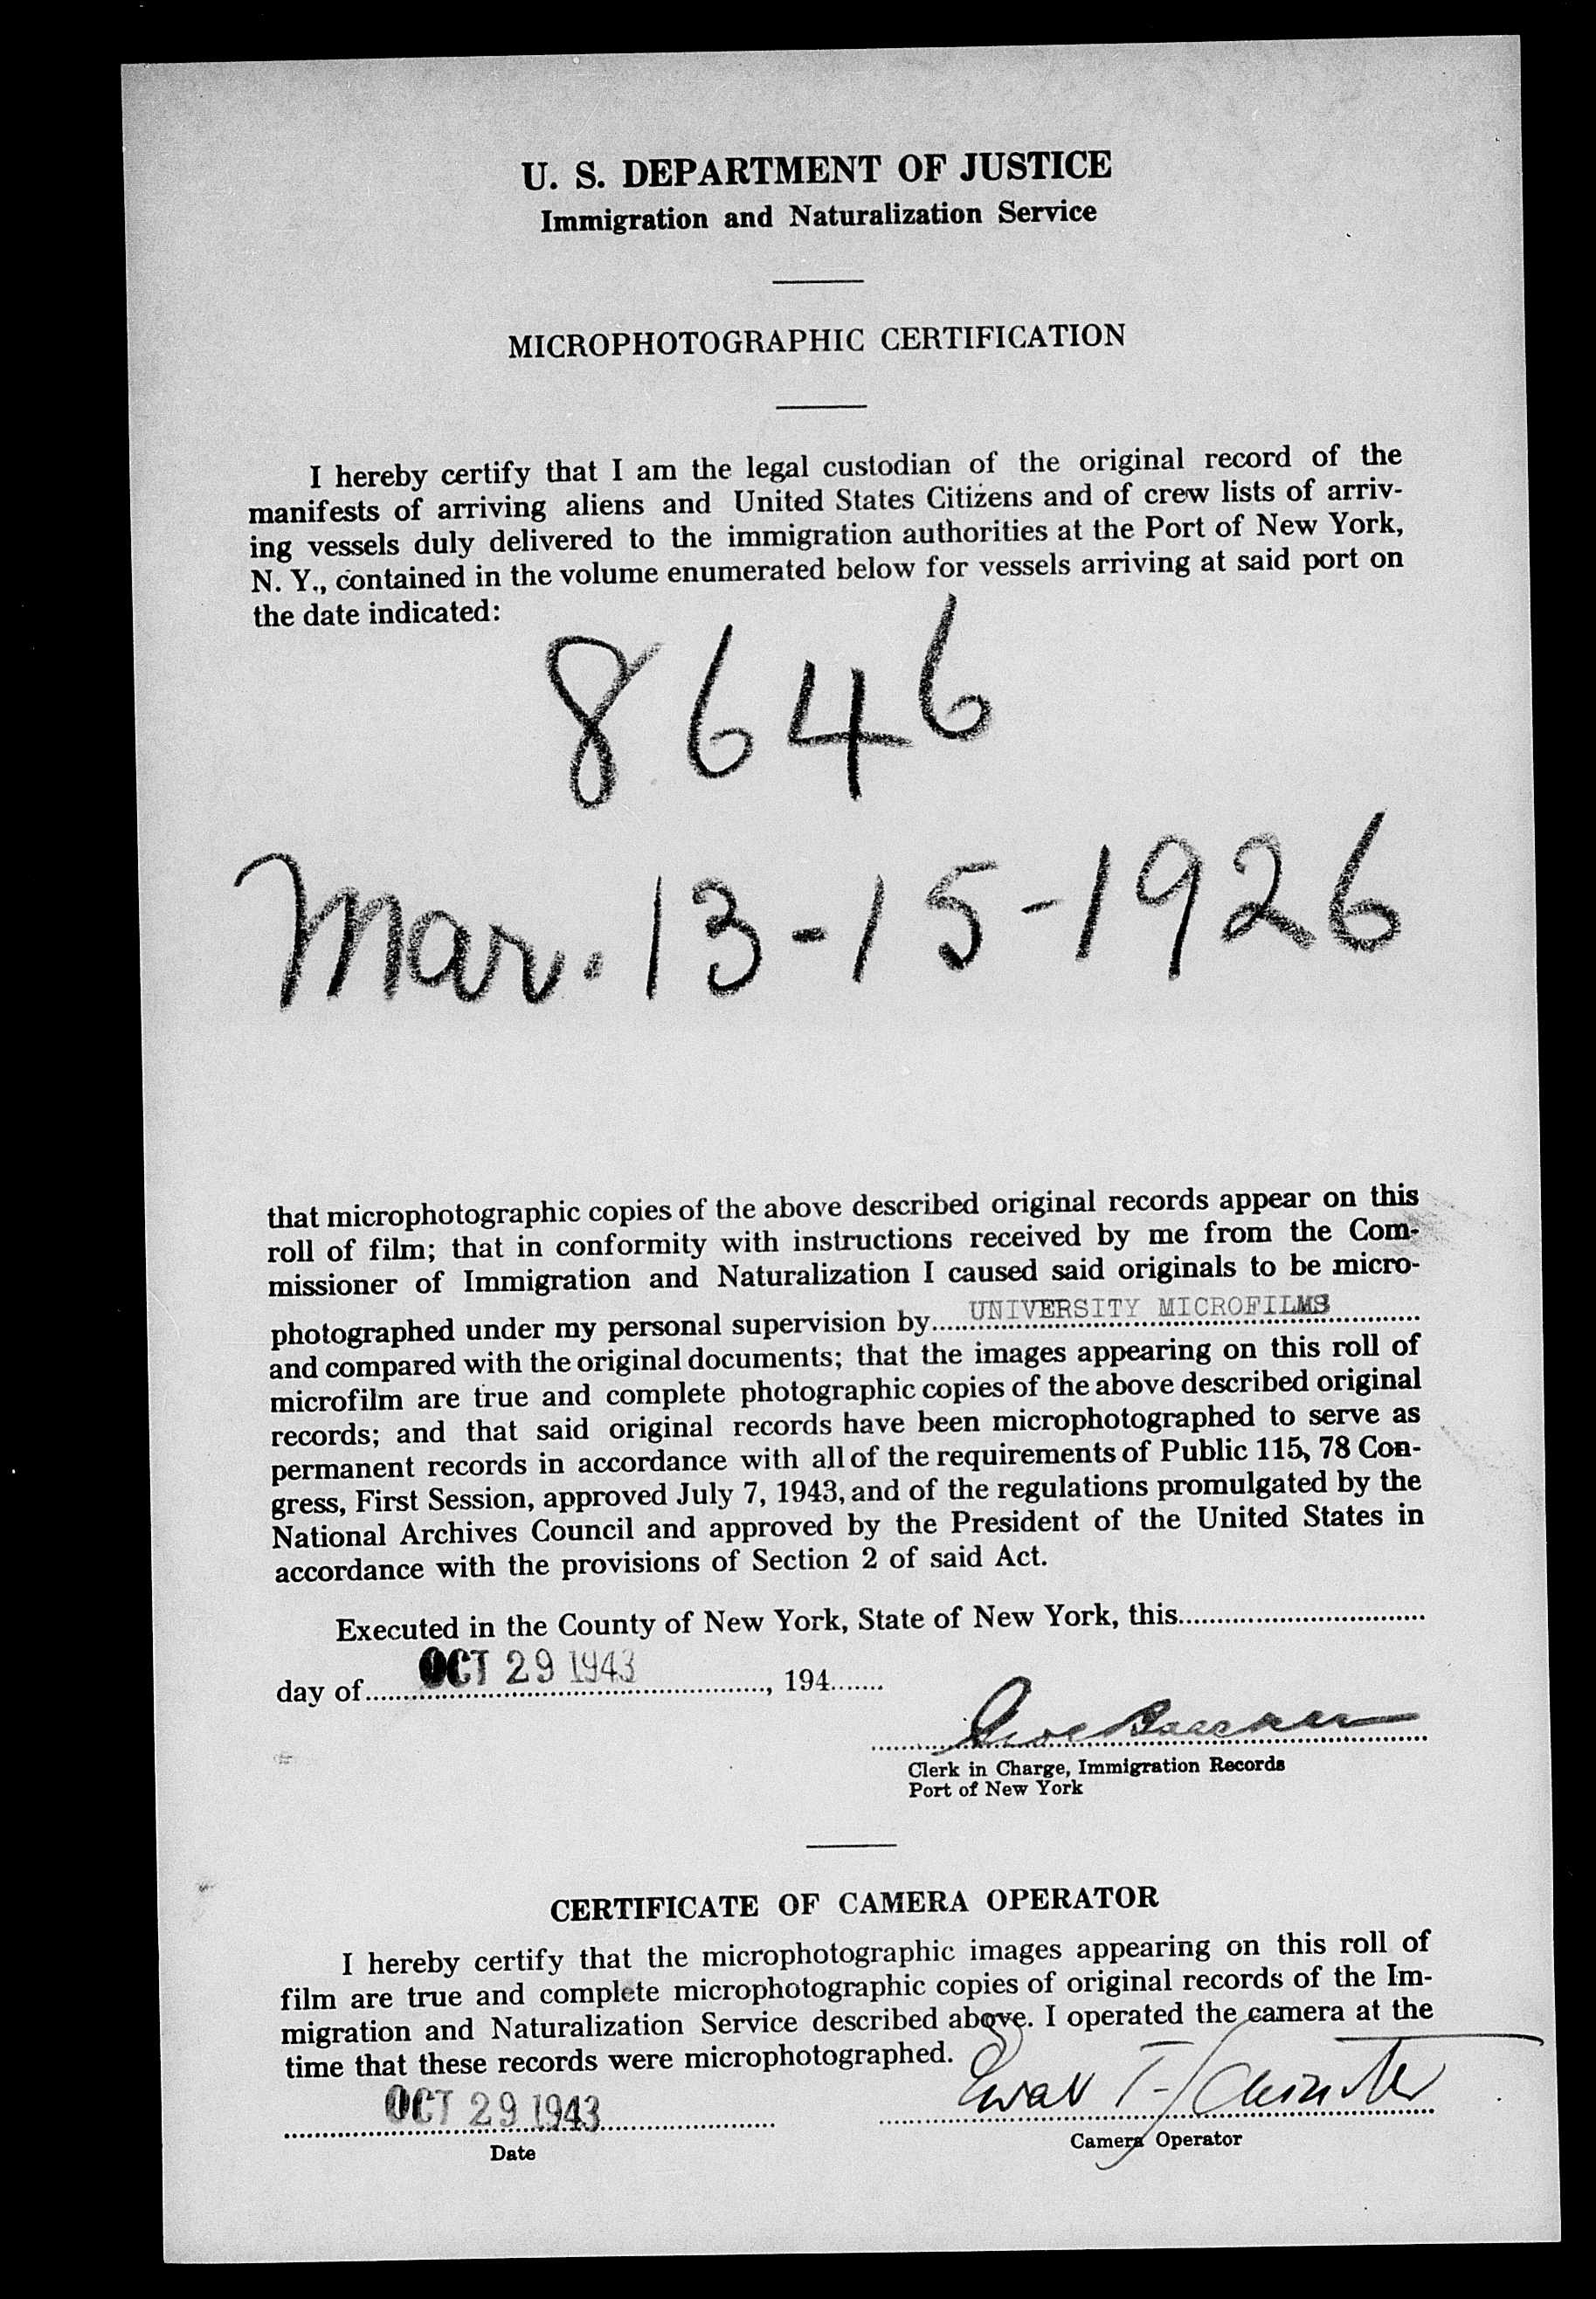 U. S. DEPARTMENT OF JUSTICE
Immigration and Naturalization Service
MICROPHOTOGRAPHIC CERTIFICATION
I hereby certify that I am the legal custodian of the original record of the
manifests of arriving aliens and United States Citizens and of crew lists of arriv-
ing vessels duly delivered to the immigration authorities at the Port of New York,
N. Y., contained in the volume enumerated below for vessels arriving at said port on
the date indicated:
8646
Mar. 13-15-1926
that microphotographic copies of the above described original records appear on this
roll of film; that in conformity with instructions received by me from the Com-
missioner of Immigration and Naturalization I caused said originals to be micro-
photographed under my personal supervision by UNIVERSITY MICROFILMS
and compared with the original documents; that the images appearing on this roll of
microfilm are true and complete photographic copies of the above described original
records; and that said original records have been microphotographed to serve as
permanent records in accordance with all of the requirements of Public 115, 78 Con-
gress, First Session, approved July 7, 1943, and of the regulations promulgated by the
National Archives Council and approved by the President of the United States in
accordance with the provisions of Section 2 of said Act.
Executed in the County of New York, State of New York, this
day of OCT 29 1943, 194
Clerk in Charge, Immigration Records
Port of New York
CERTIFICATE OF CAMERA OPERATOR
I hereby certify that the microphotographic images appearing on this roll of
film are true and complete microphotographic copies of original records of the Im-
migration and Naturalization Service described above. I operated the camera at the
time that these records were microphotographed.
OCT 29 1943
Date
Camera Operator